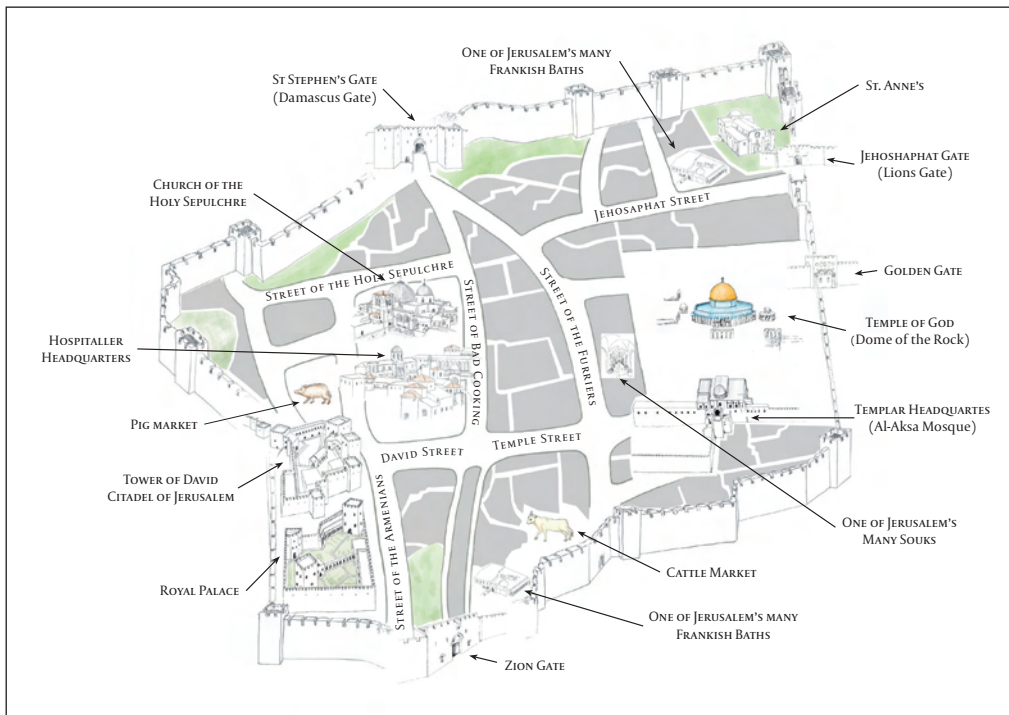 One of Jerusalem's many
Frankish Baths
St Stephen's Gate
(Damascus Gate)
St. Anne's
Jehoshaphat Gate
(Lions Gate)
Church of the
Holy Sepulchre
Jehosaphat Street
Golden Gate
Street of the Holy Sepulchre
Street of Bad Cooking
Street of the Furriers
Temple of God
(Dome of the Rock)
Hospitaller
Headquarters
Pig market
Templar Headquartes
(Al-Aksa Mosque)
David Street
Temple Street
Tower of David
Citadel of Jerusalem
Street of the Armenians
One of Jerusalem's
Many Souks
Cattle Market
Royal Palace
One of Jerusalem's many
Frankish Baths
Zion Gate